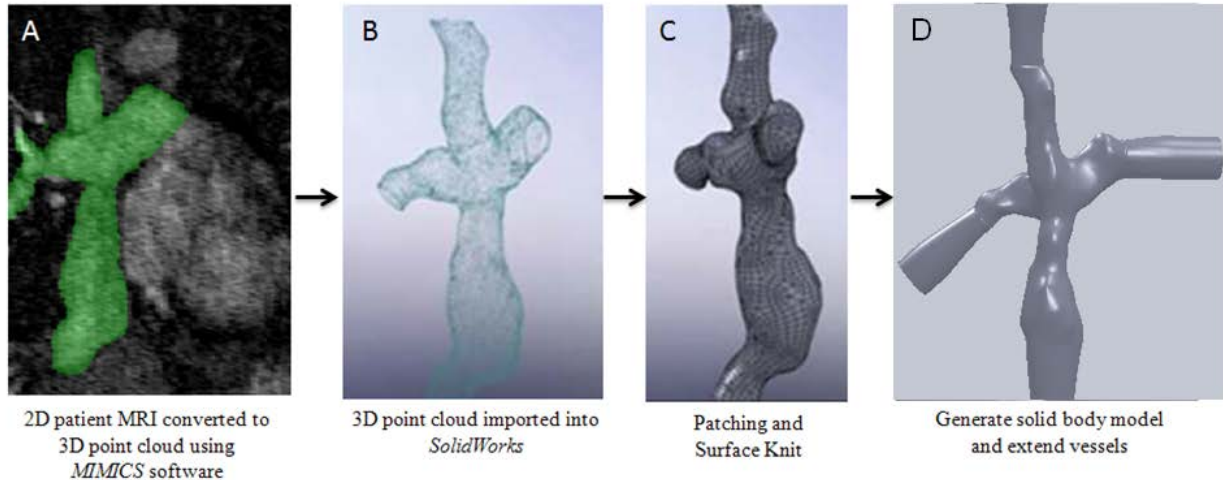 A
B
C
D
2D patient MRI converted to
3D point cloud using
MIMICS software
3D point cloud imported into
SolidWorks
Patching and
Surface Knit
Generate solid body model
and extend vessels